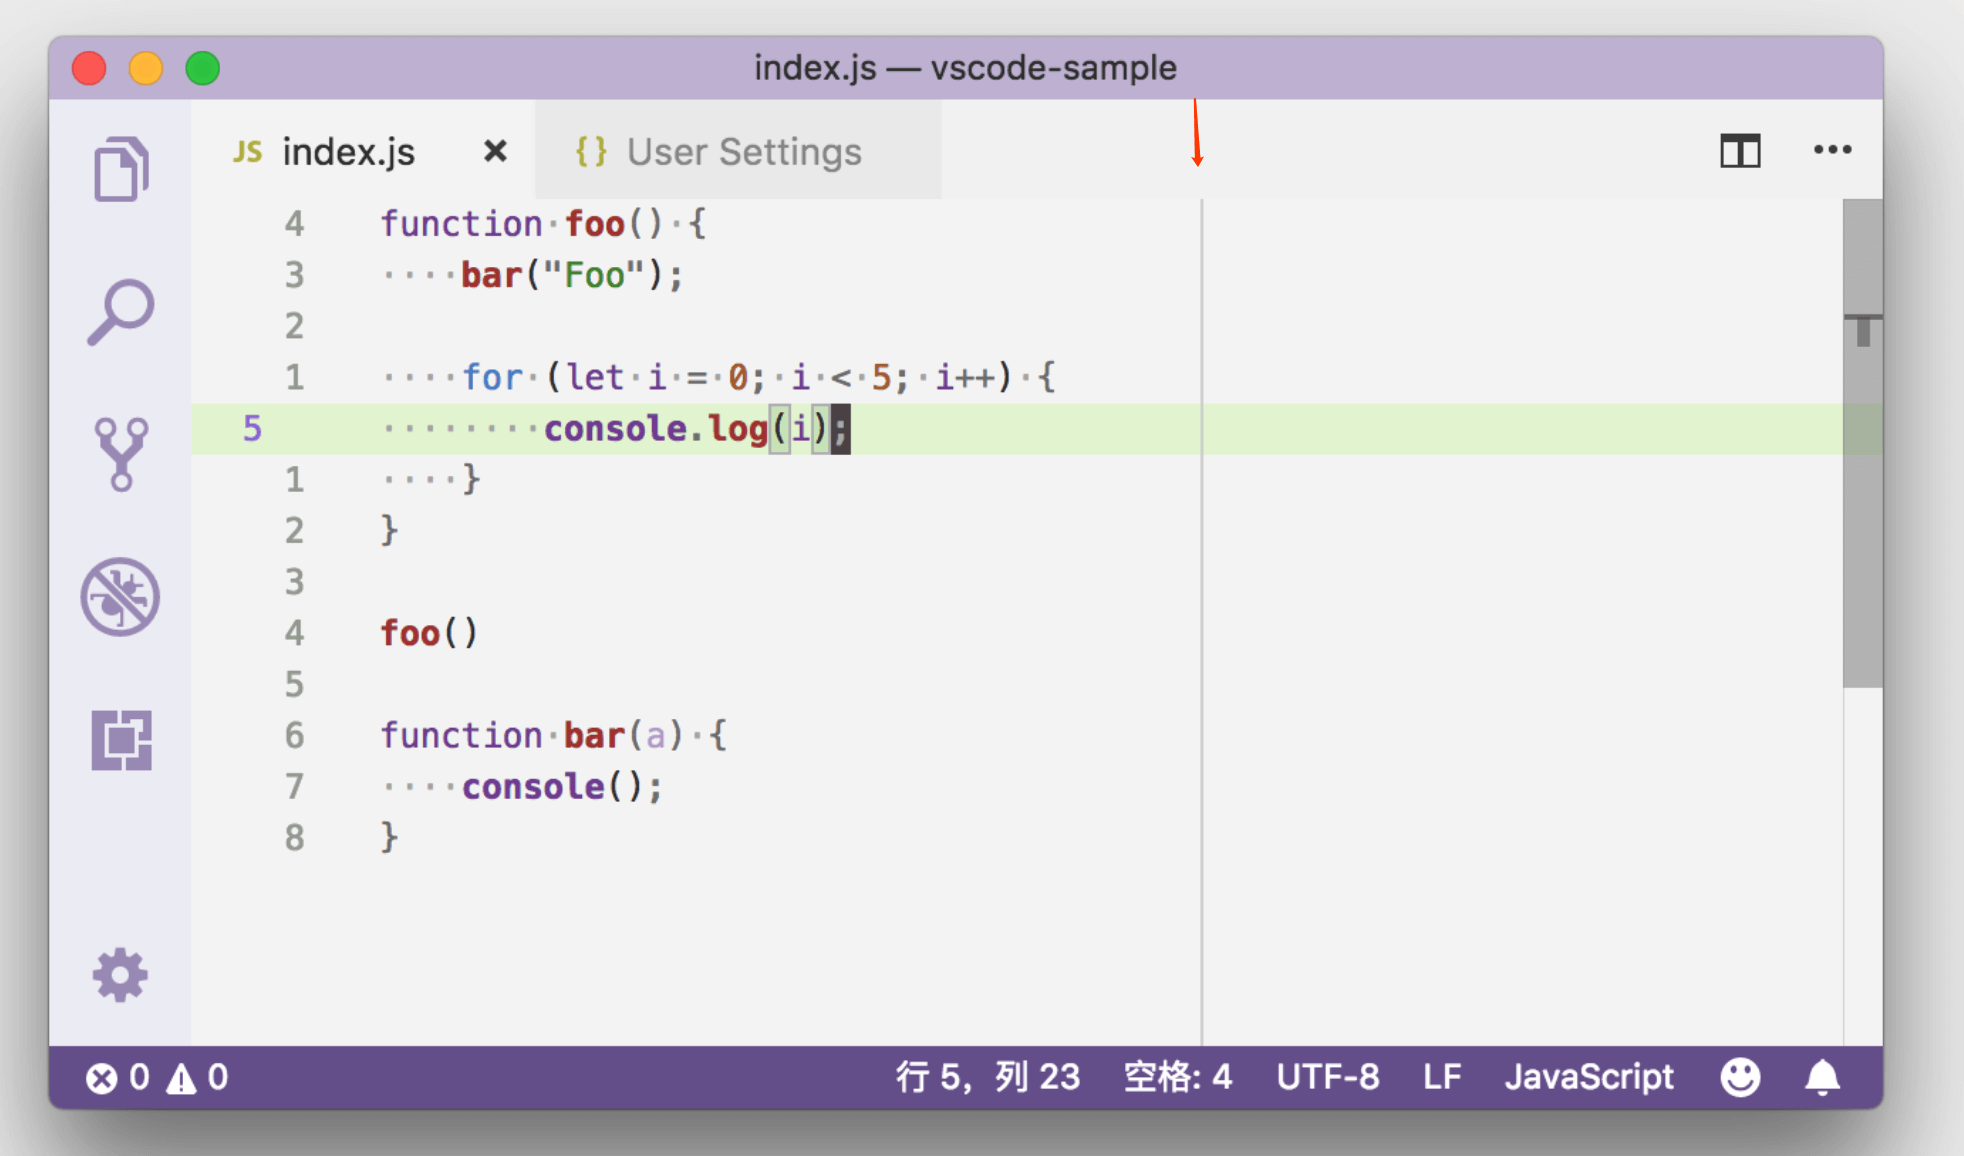 index.js — vscode-sample
JS index.js × {} User Settings •••
4 function·foo()·{
3 ····bar("Foo");
2
1 ····for·(let·i·=·0;·i·<·5;·i++)·{
5 ········console.log(i);
1 ····}
2 }
3
4 foo()
5
6 function·bar(a)·{
7 ····console();
8 }
0 0 行 5，列 23 空格: 4 UTF-8 LF JavaScript